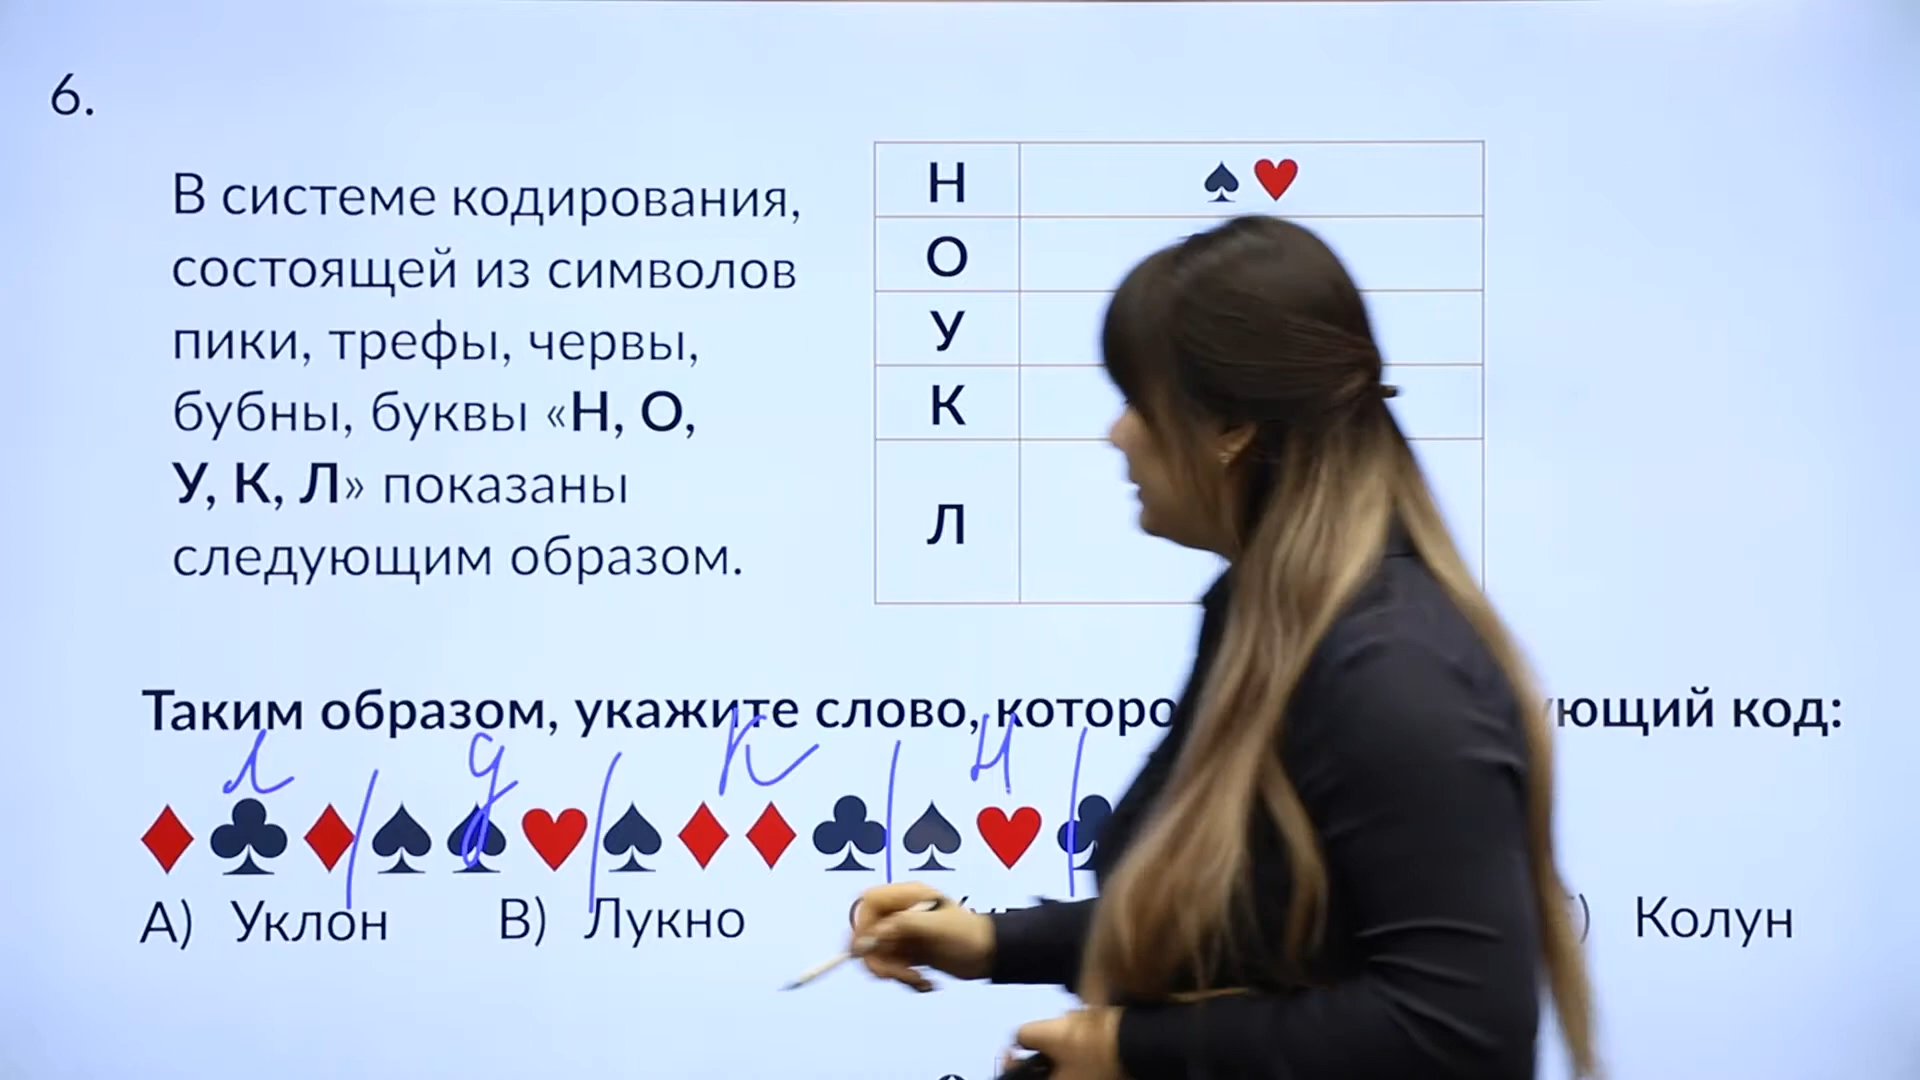 6.
В системе кодирования,
состоящей из символов
пики, трефы, червы,
бубны, буквы «Н, О,
У, К, Л» показаны
следующим образом.
Н ♠ ♥
О
У
К
Л
Таким образом, укажите слово, которо ющий код:
л у к н
♦ ♣ ♦ ♠ ♠ ♥ ♠ ♦ ♦ ♣ ♠ ♥ ♣
A) Уклон B) Лукно ) Колун